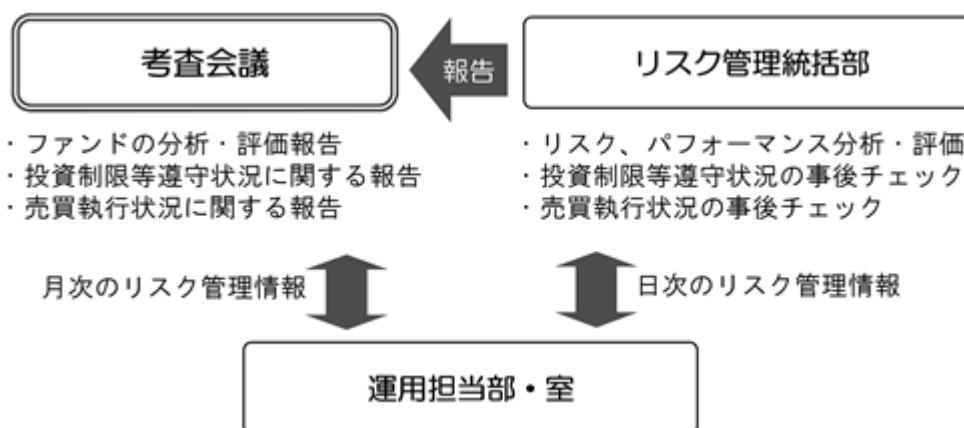 考査会議
報告
リスク管理統括部
・ファンドの分析・評価報告
・投資制限等遵守状況に関する報告
・売買執行状況に関する報告
・リスク、パフォーマンス分析・評価
・投資制限等遵守状況の事後チェック
・売買執行状況の事後チェック
月次のリスク管理情報
日次のリスク管理情報
運用担当部・室